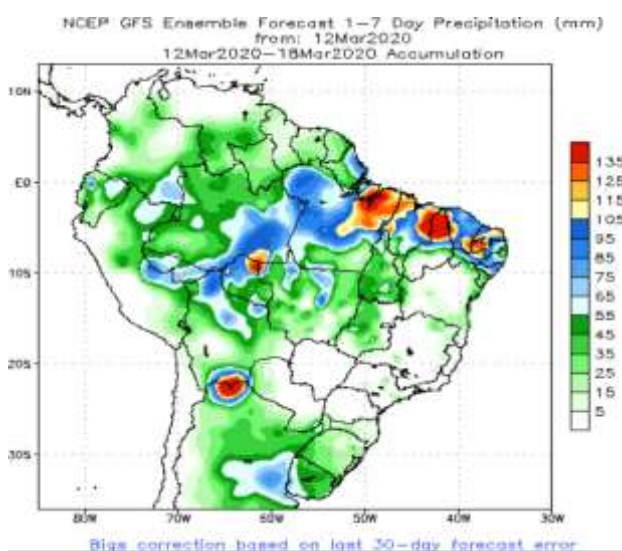 NCEP GFS Ensemble Forecast 1–7 Day Precipitation (mm)
from: 12Mar2020
12Mar2020–18Mar2020 Accumulation
10N
E0
10S
20S
30S
80W
70W
60W
50W
40W
30W
135
125
115
105
95
85
75
65
55
45
35
25
15
5
Bias correction based on last 30–day forecast error